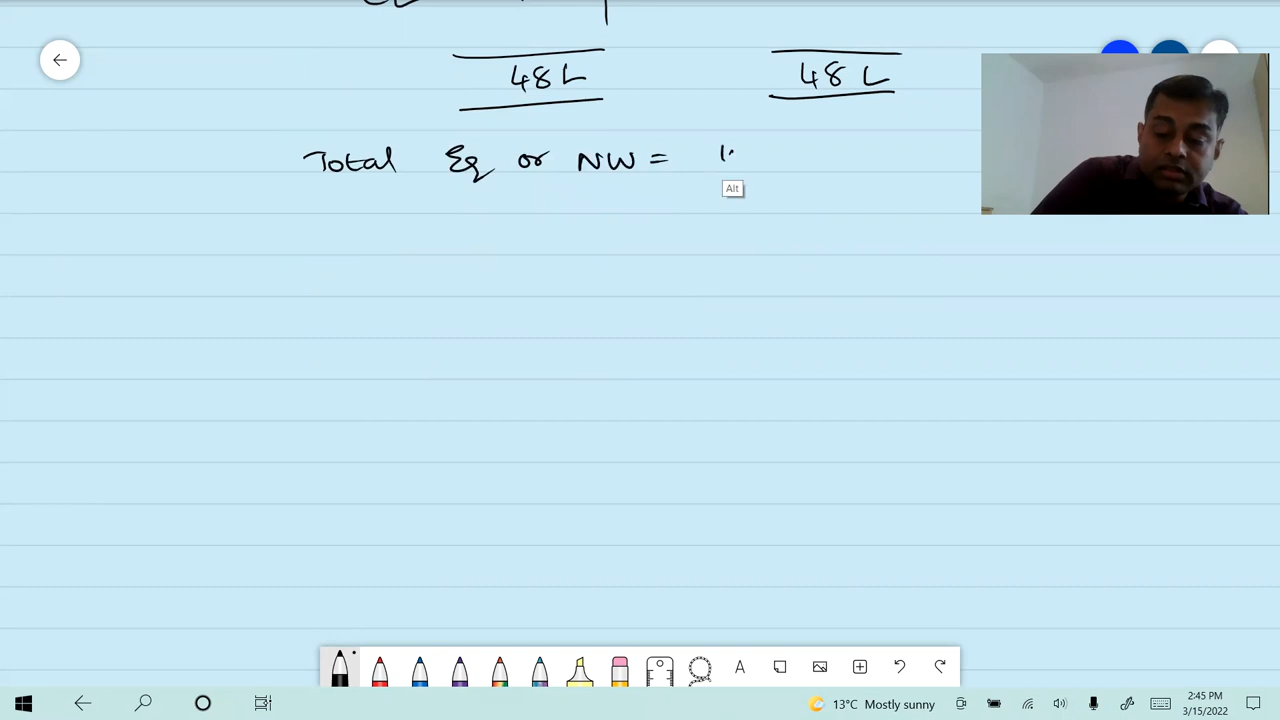 48 L 48 L
Total Eq or NW =
Alt
A
13°C Mostly sunny
2:45 PM
3/15/2022